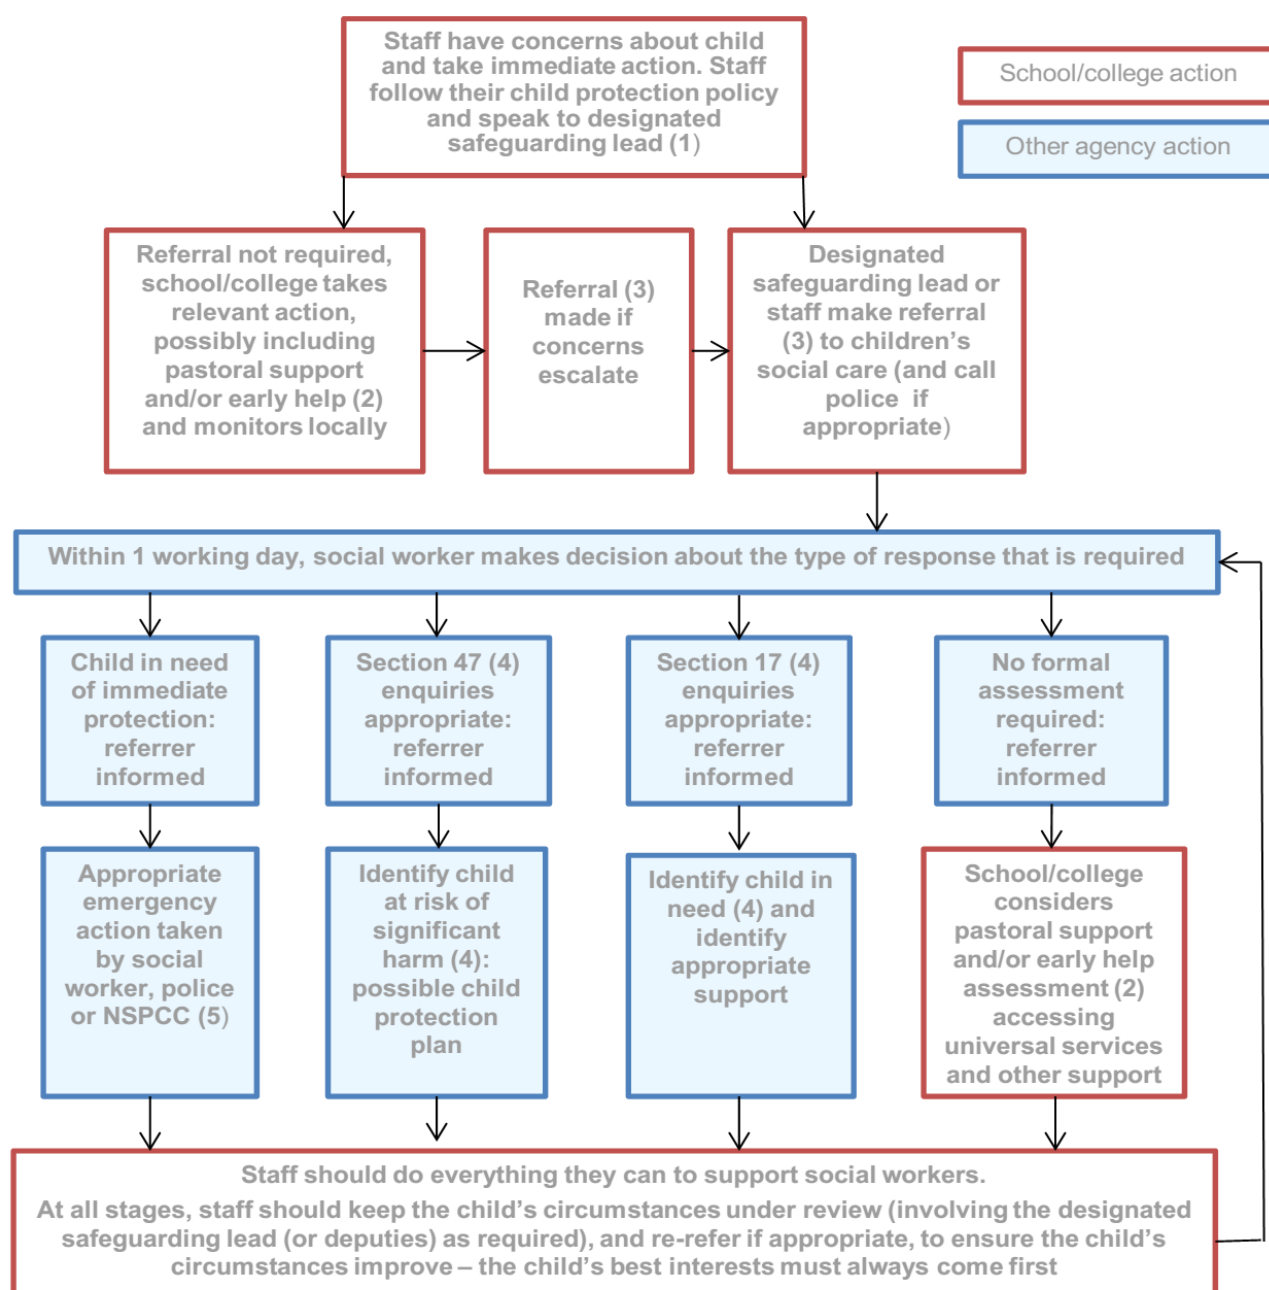 Staff have concerns about child
and take immediate action. Staff
follow their child protection policy
and speak to designated
safeguarding lead (1)
School/college action
Other agency action
Referral not required,
school/college takes
relevant action,
possibly including
pastoral support
and/or early help (2)
and monitors locally
Referral (3)
made if
concerns
escalate
Designated
safeguarding lead or
staff make referral
(3) to children’s
social care (and call
police if
appropriate)
Within 1 working day, social worker makes decision about the type of response that is required
Child in need
of immediate
protection:
referrer
informed
Section 47 (4)
enquiries
appropriate:
referrer
informed
Section 17 (4)
enquiries
appropriate:
referrer
informed
No formal
assessment
required:
referrer
informed
Appropriate
emergency
action taken
by social
worker, police
or NSPCC (5)
Identify child
at risk of
significant
harm (4):
possible child
protection
plan
Identify child in
need (4) and
identify
appropriate
support
School/college
considers
pastoral support
and/or early help
assessment (2)
accessing
universal services
and other support
Staff should do everything they can to support social workers.
At all stages, staff should keep the child’s circumstances under review (involving the designated
safeguarding lead (or deputies) as required), and re-refer if appropriate, to ensure the child’s
circumstances improve – the child’s best interests must always come first